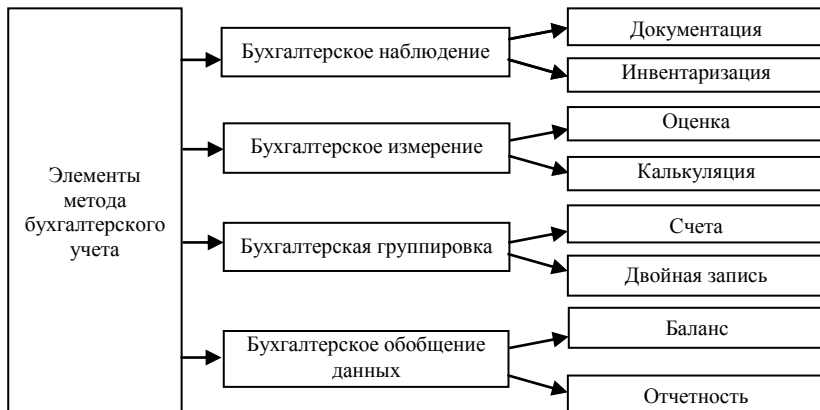 Элементы
метода
бухгалтерского
учета
Бухгалтерское наблюдение
Документация
Инвентаризация
Бухгалтерское измерение
Оценка
Калькуляция
Бухгалтерская группировка
Счета
Двойная запись
Бухгалтерское обобщение
данных
Баланс
Отчетность